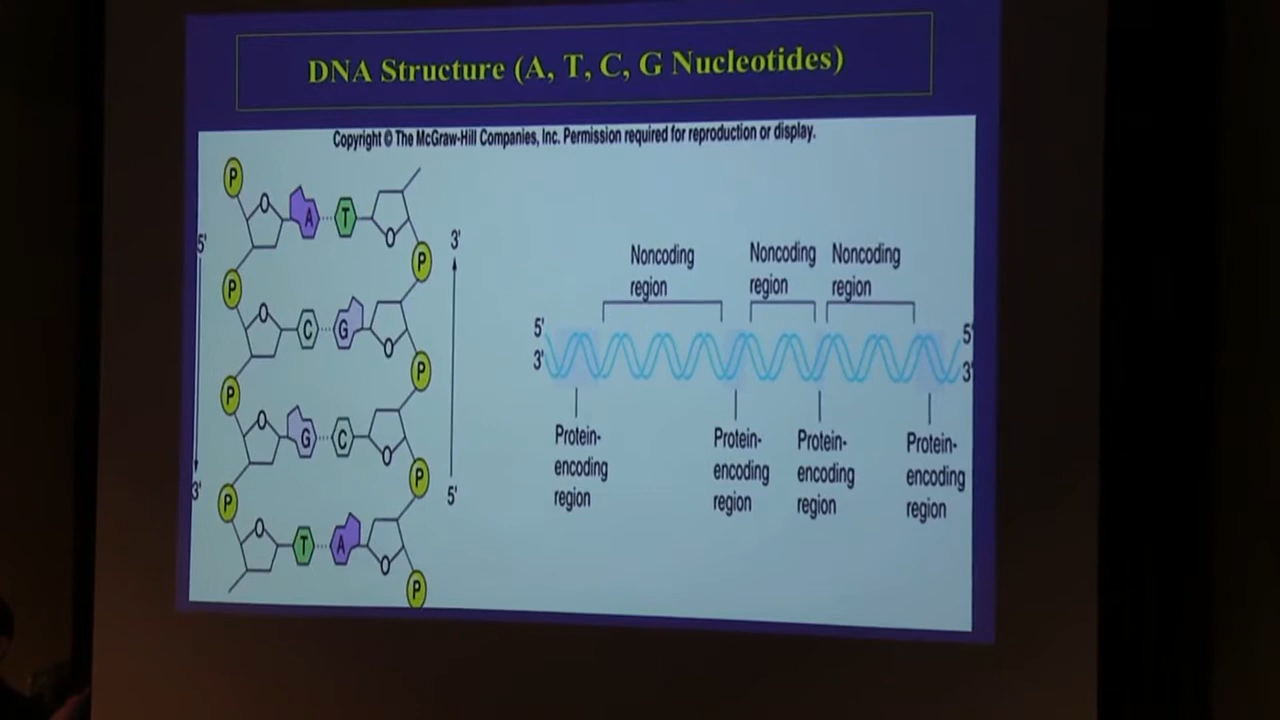 DNA Structure (A, T, C, G Nucleotides)
Copyright © The McGraw-Hill Companies, Inc. Permission required for reproduction or display.
P
O A T O
5' 3'
P
P
O C G O
P
P
O G C O
P
3' 5'
P
O T A O
P
Noncoding
region
Noncoding
region
Noncoding
region
5'
3'
5'
3'
Protein-
encoding
region
Protein-
encoding
region
Protein-
encoding
region
Protein-
encoding
region